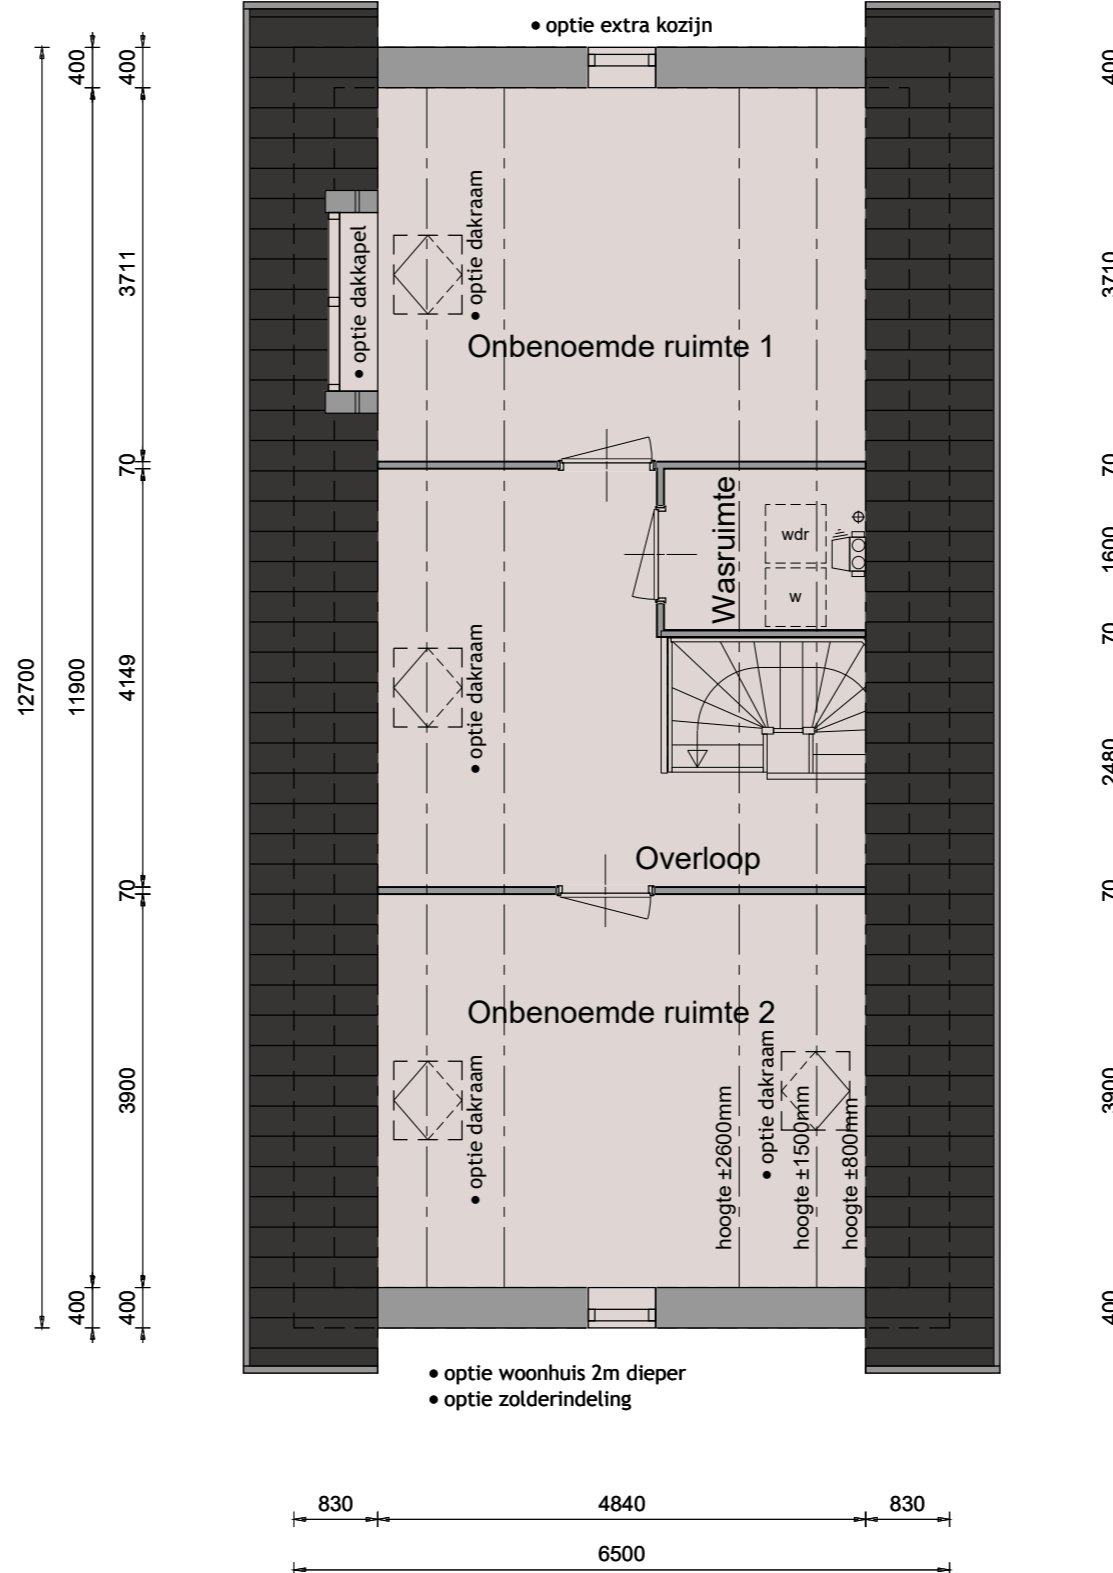 • optie extra kozijn
400
400
400
• optie dakraam
• optie dakkapel
3711
3710
Onbenoemde ruimte 1
70
70
Wasruimte
wdr
1600
w
70
12700
11900
4149
• optie dakraam
2480
Overloop
70
70
Onbenoemde ruimte 2
3900
3900
• optie dakraam
hoogte ±2600mm
• optie dakraam
hoogte ±1500mm
hoogte ±800mm
400
400
400
• optie woonhuis 2m dieper
• optie zolderindeling
830
4840
830
6500